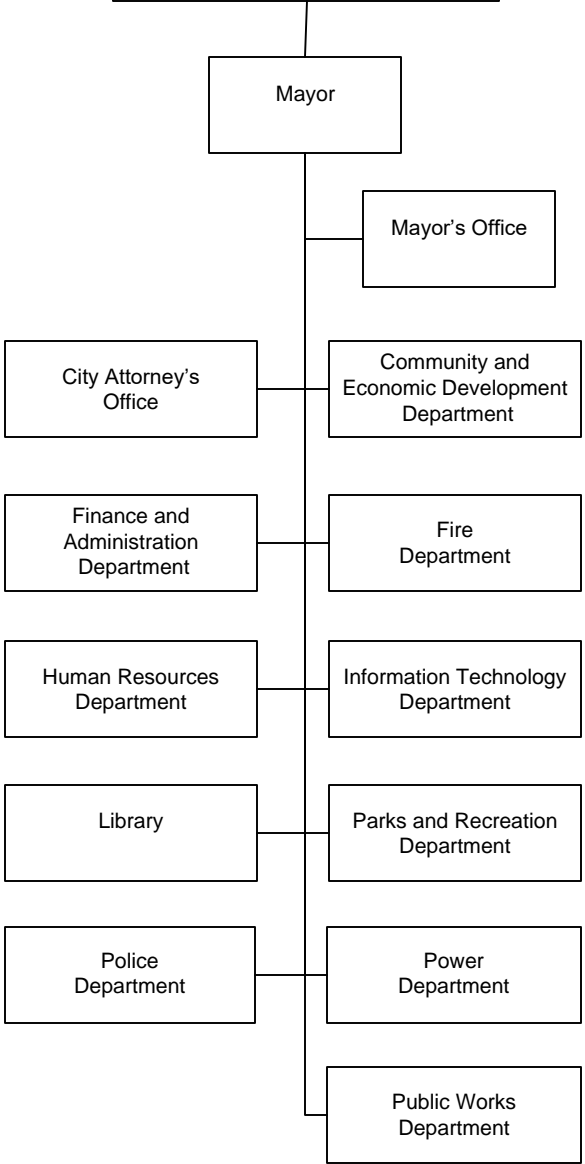 Mayor
Mayor’s Office
City Attorney’s
Office
Community and
Economic Development
Department
Finance and
Administration
Department
Fire
Department
Human Resources
Department
Information Technology
Department
Library
Parks and Recreation
Department
Police
Department
Power
Department
Public Works
Department